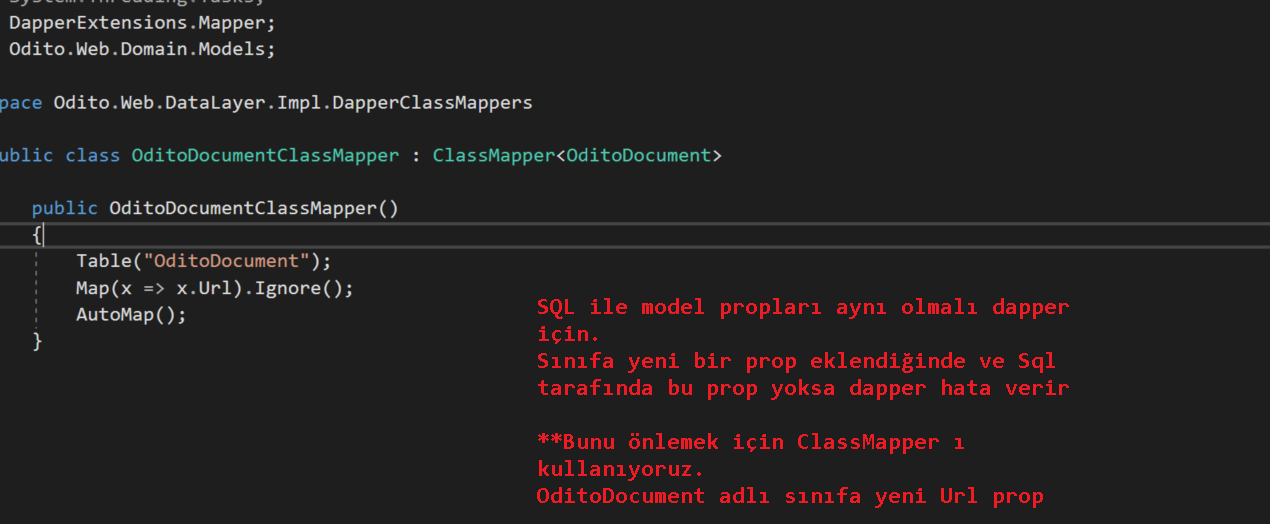 System.Threading.Tasks;
DapperExtensions.Mapper;
Odito.Web.Domain.Models;
pace Odito.Web.DataLayer.Impl.DapperClassMappers
ublic class OditoDocumentClassMapper : ClassMapper<OditoDocument>
public OditoDocumentClassMapper()
{
Table("OditoDocument");
Map(x => x.Url).Ignore();
AutoMap();
}
SQL ile model propları aynı olmalı dapper
için.
Sınıfa yeni bir prop eklendiğinde ve Sql
tarafında bu prop yoksa dapper hata verir
**Bunu önlemek için ClassMapper ı
kullanıyoruz.
OditoDocument adlı sınıfa yeni Url prop